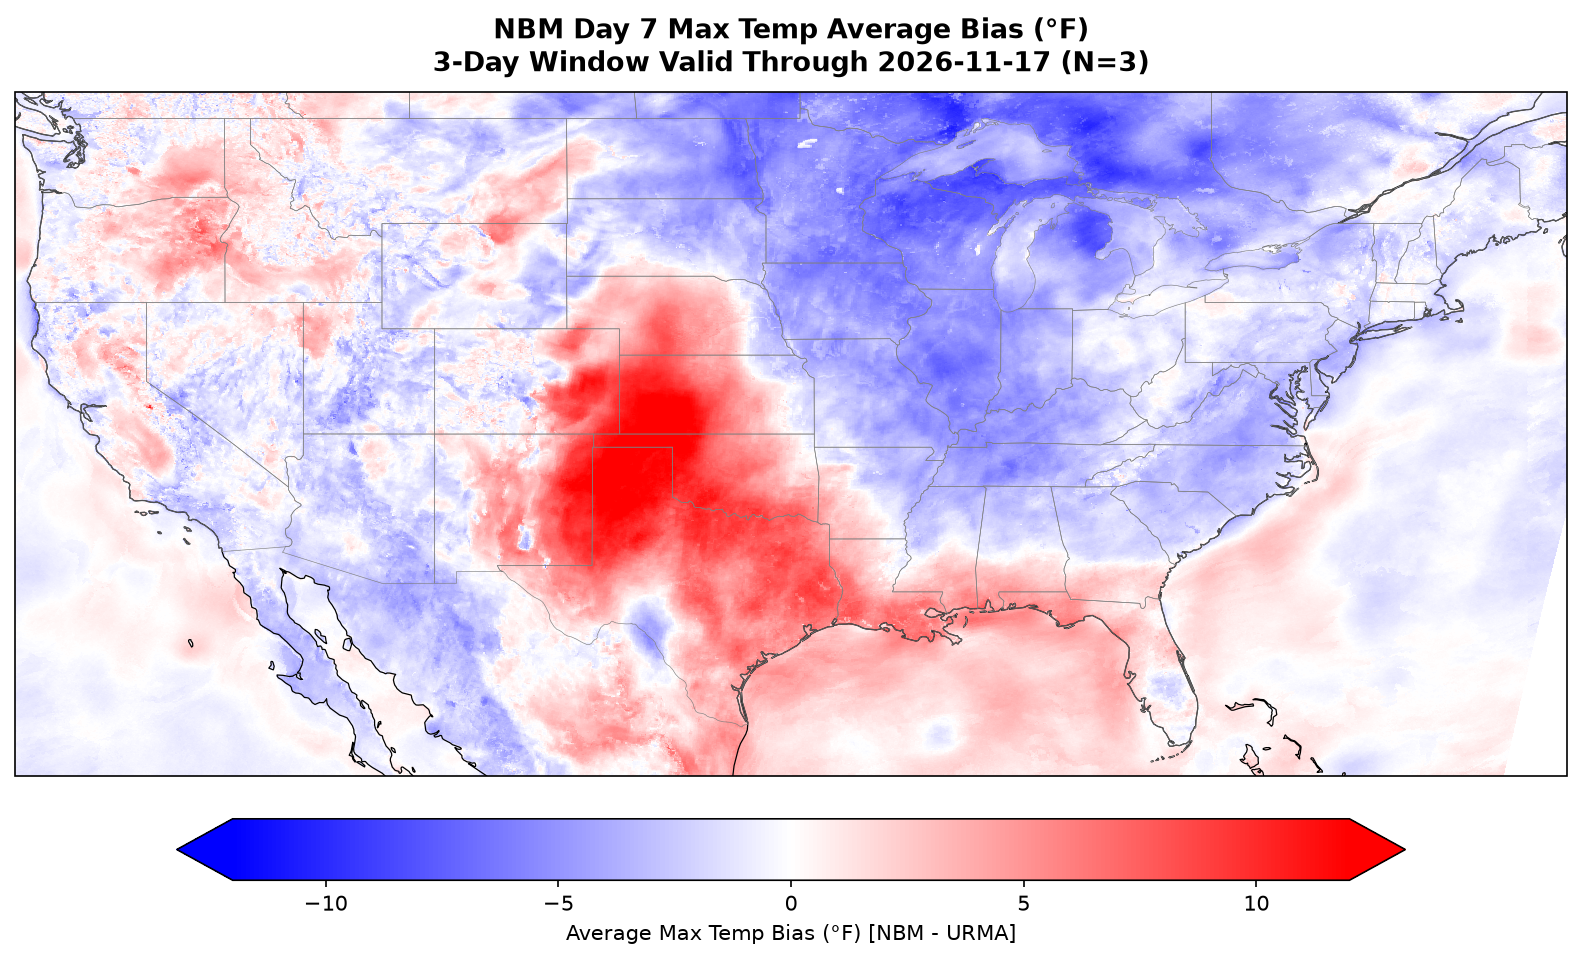 NBM Day 7 Max Temp Average Bias (°F)
3-Day Window Valid Through 2026-11-17 (N=3)
−10 −5 0 5 10
Average Max Temp Bias (°F) [NBM - URMA]